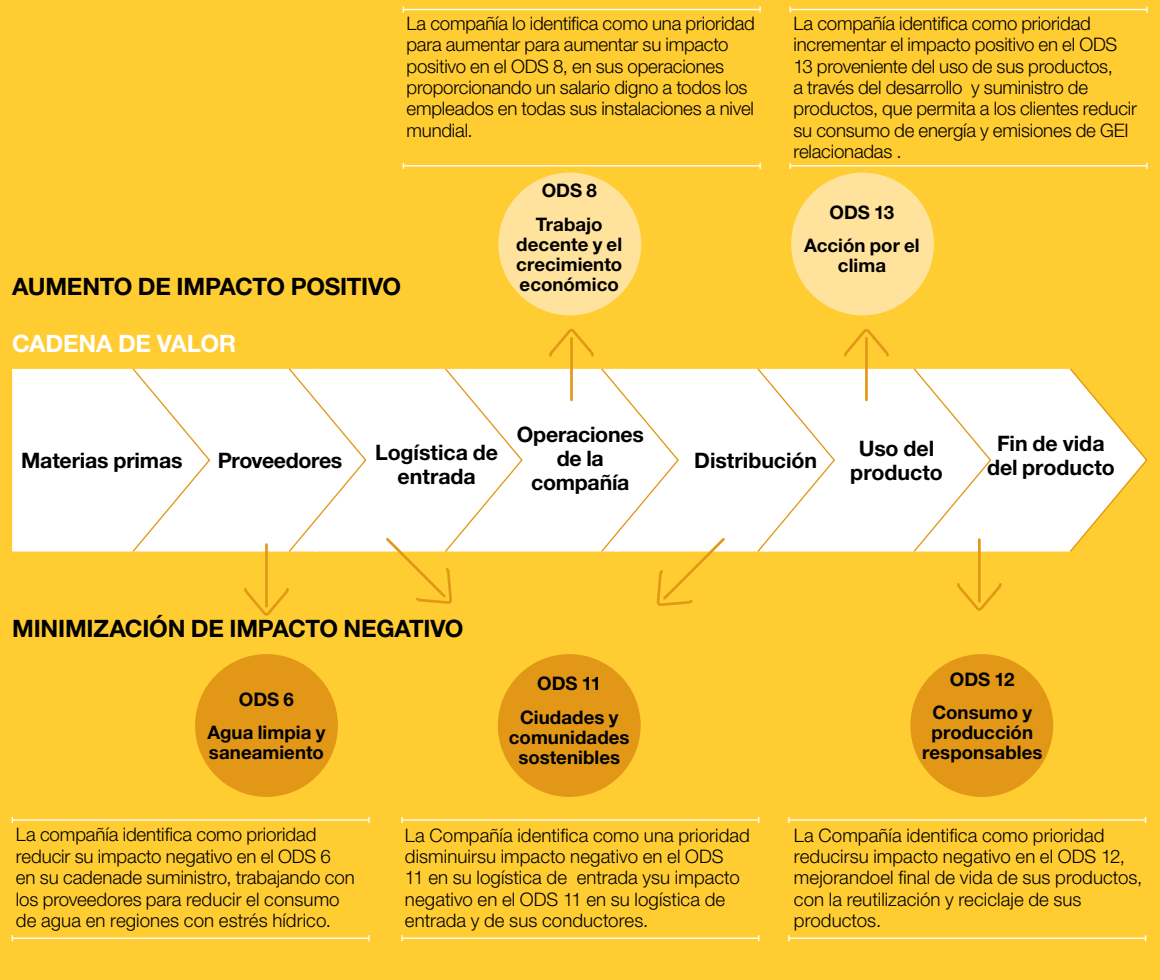 La compañía lo identifica como una prioridad
para aumentar para aumentar su impacto
positivo en el ODS 8, en sus operaciones
proporcionando un salario digno a todos los
empleados en todas sus instalaciones a nivel
mundial.
La compañía identifica como prioridad
incrementar el impacto positivo en el ODS
13 proveniente del uso de sus productos,
a través del desarrollo y suministro de
productos, que permita a los clientes reducir
su consumo de energía y emisiones de GEI
relacionadas .
ODS 8
Trabajo
decente y el
crecimiento
económico
ODS 13
Acción por el
clima
AUMENTO DE IMPACTO POSITIVO
CADENA DE VALOR
Materias primas
Proveedores
Logística de
entrada
Operaciones
de la
compañía
Distribución
Uso del
producto
Fin de vida
del producto
MINIMIZACIÓN DE IMPACTO NEGATIVO
ODS 6
Agua limpia y
saneamiento
ODS 11
Ciudades y
comunidades
sostenibles
ODS 12
Consumo y
producción
responsables
La compañía identifica como prioridad
reducir su impacto negativo en el ODS 6
en su cadenade suministro, trabajando con
los proveedores para reducir el consumo
de agua en regiones con estrés hídrico.
La Compañía identifica como una prioridad
disminuirsu impacto negativo en el ODS
11 en su logística de entrada ysu impacto
negativo en el ODS 11 en su logística de
entrada y de sus conductores.
La Compañía identifica como prioridad
reducirsu impacto negativo en el ODS 12,
mejorandoel final de vida de sus productos,
con la reutilización y reciclaje de sus
productos.